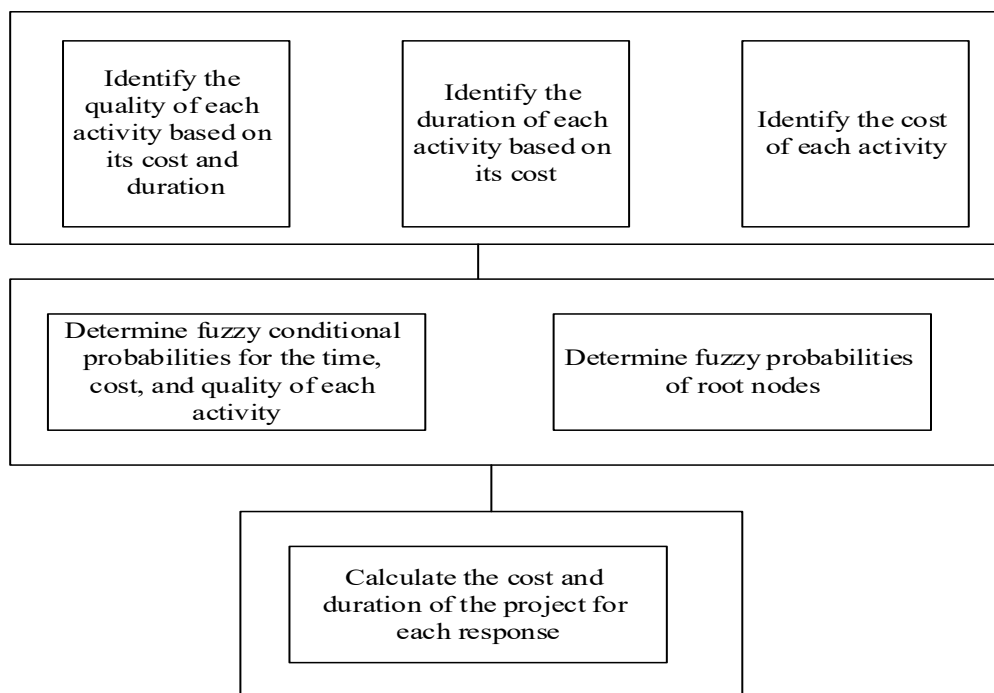 Identify the
quality of each
activity based on
its cost and
duration
Identify the
duration of each
activity based on
its cost
Identify the cost
of each activity
Determine fuzzy conditional
probabilities for the time,
cost, and quality of each
activity
Determine fuzzy probabilities
of root nodes
Calculate the cost and
duration of the project for
each response